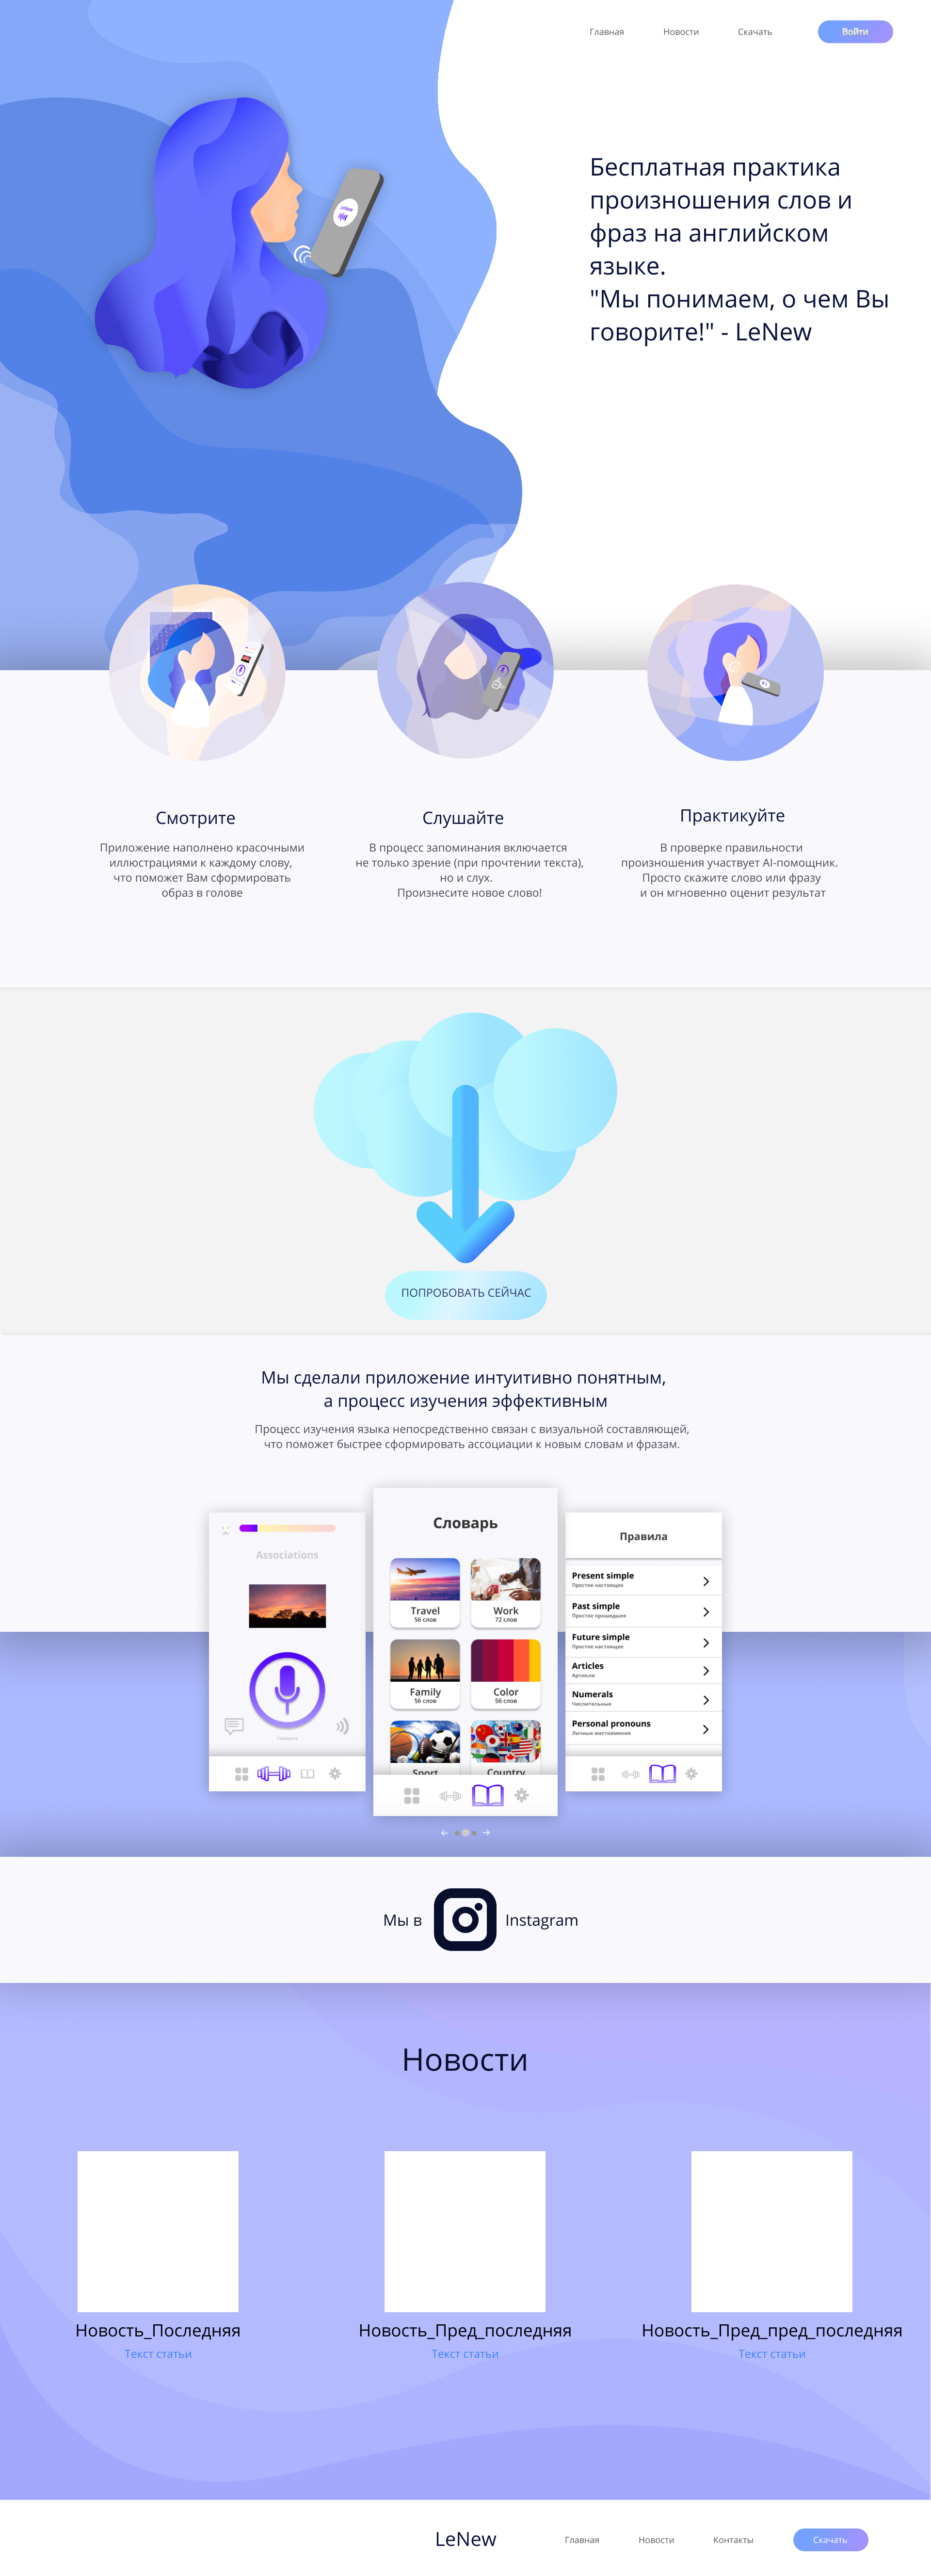 Главная
Новости
Скачать
Войти
Бесплатная практика
произношения слов и
фраз на английском
языке.
"Мы понимаем, о чем Вы
говорите!" - LeNew
LeNew
Смотрите
Приложение наполнено красочными
иллюстрациями к каждому слову,
что поможет Вам сформировать
образ в голове
Слушайте
В процесс запоминания включается
не только зрение (при прочтении текста),
но и слух.
Произнесите новое слово!
Практикуйте
В проверке правильности
произношения участвует AI-помощник.
Просто скажите слово или фразу
и он мгновенно оценит результат
ПОПРОБОВАТЬ СЕЙЧАС
Мы сделали приложение интуитивно понятным,
а процесс изучения эффективным
Процесс изучения языка непосредственно связан с визуальной составляющей,
что поможет быстрее сформировать ассоциации к новым словам и фразам.
Associations
Говорите
Словарь
Travel
56 слов
Work
72 слов
Family
56 слов
Color
56 слов
Sport
Country
Правила
Present simple
Простое настоящее
Past simple
Простое прошедшее
Future simple
Простое настоящее
Articles
Артикли
Numerals
Числительные
Personal pronouns
Личные местоимения
Мы в
Instagram
Новости
Новость_Последняя
Текст статьи
Новость_Пред_последняя
Текст статьи
Новость_Пред_пред_последняя
Текст статьи
LeNew
Главная
Новости
Контакты
Скачать